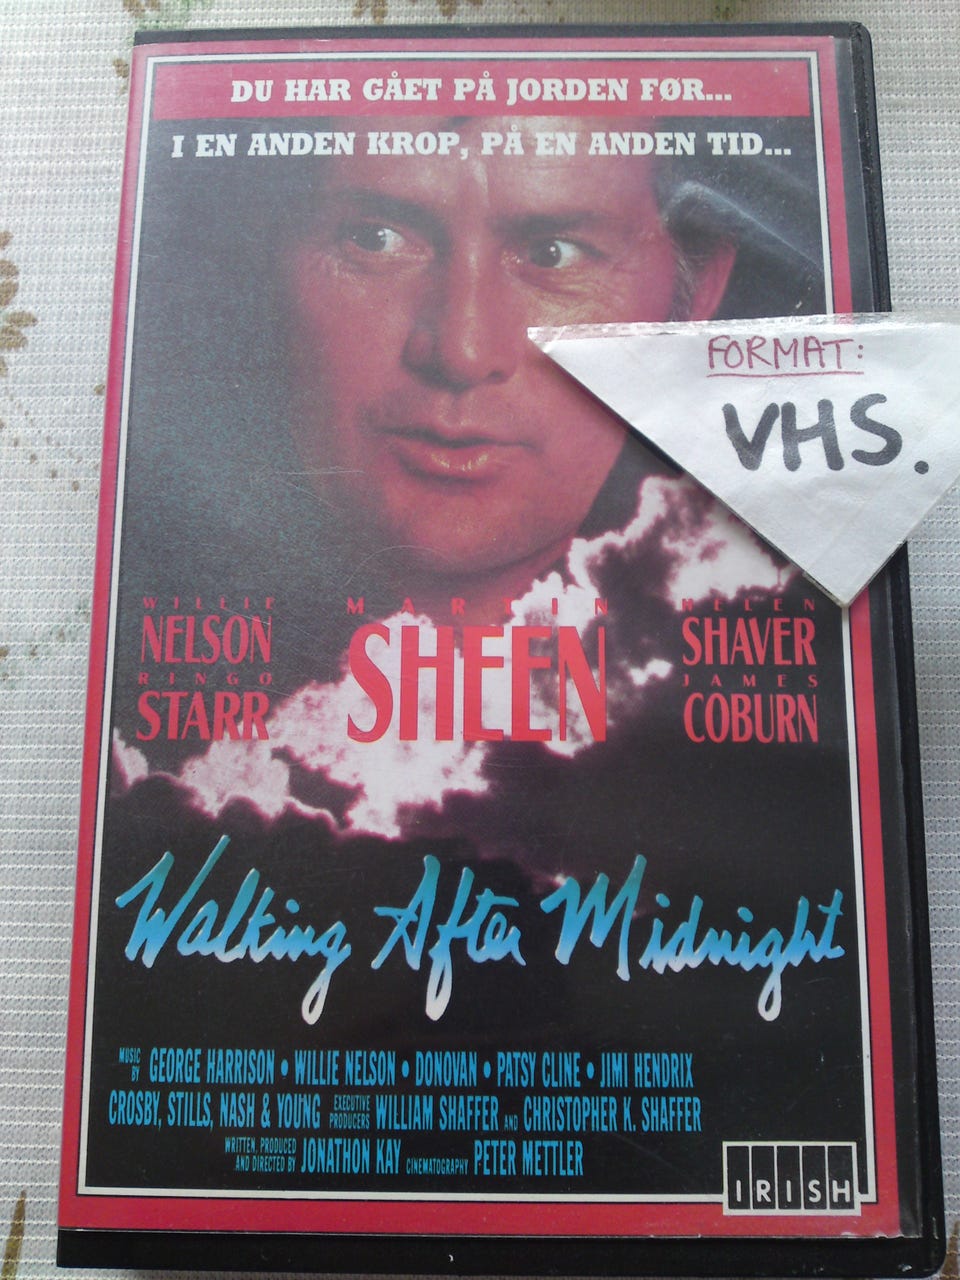 DU HAR GÅET PÅ JORDEN FØR...
I EN ANDEN KROP, PÅ EN ANDEN TID...
FORMAT:
VHS.
WILLIE
NELSON
RINGO
STARR
MARTIN
SHEEN
HELEN
SHAVER
JAMES
COBURN
Walking After Midnight
MUSIC BY GEORGE HARRISON • WILLIE NELSON • DONOVAN • PATSY CLINE • JIMI HENDRIX
CROSBY, STILLS, NASH & YOUNG EXECUTIVE PRODUCERS WILLIAM SHAFFER AND CHRISTOPHER K. SHAFFER
WRITTEN, PRODUCED AND DIRECTED BY JONATHON KAY CINEMATOGRAPHY PETER METTLER
IRISH